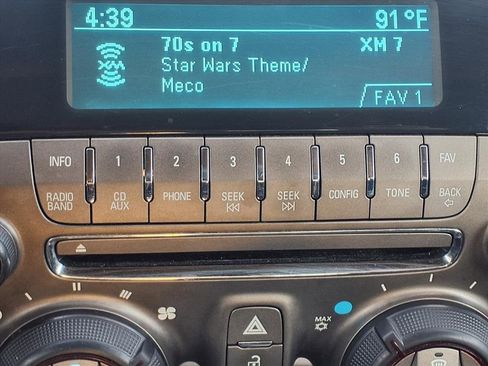 4:39 91°F
70s on 7 XM 7
Star Wars Theme/
Meco
FAV 1
XM
INFO 1 2 3 4 5 6 FAV
RADIO BAND CD AUX PHONE SEEK SEEK CONFIG TONE BACK
MAX